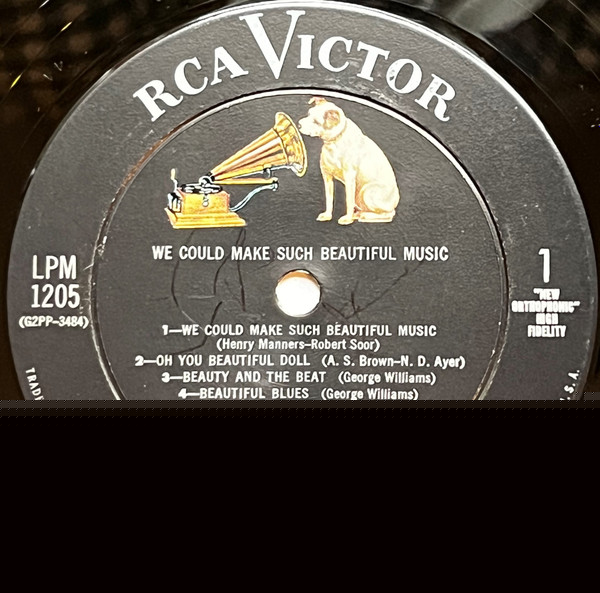 RCA VICTOR
WE COULD MAKE SUCH BEAUTIFUL MUSIC
LPM
1205
(G2PP-3484)
1
"NEW
ORTHOPHONIC"
HIGH
FIDELITY
1—WE COULD MAKE SUCH BEAUTIFUL MUSIC
(Henry Manners–Robert Soor)
2—OH YOU BEAUTIFUL DOLL (A. S. Brown–N. D. Ayer)
3—BEAUTY AND THE BEAT (George Williams)
4—BEAUTIFUL BLUES (George Williams)
TRADE
U.S.A.